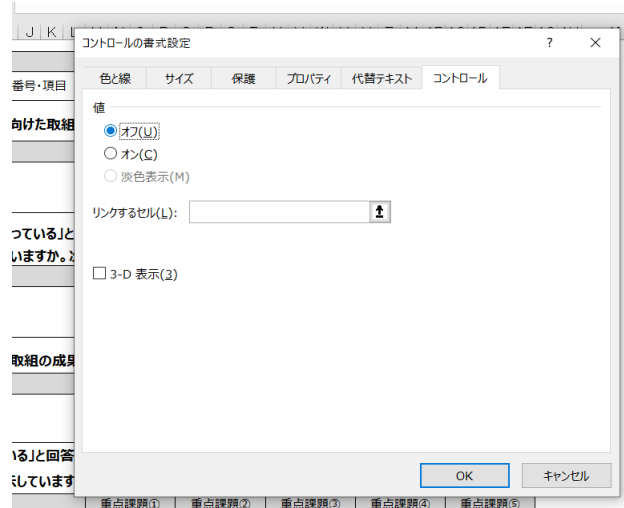 J K L
コントロールの書式設定 ? ×
番号・項目
色と線 サイズ 保護 プロパティ 代替テキスト コントロール
値
向けた取組
オフ(U)
オン(C)
淡色表示(M)
リンクするセル(L):
っている」と
いますか。
3-D 表示(3)
取組の成果
いる」と回答
示しています
OK キャンセル
重点課題① 重点課題② 重点課題③ 重点課題④ 重点課題⑤